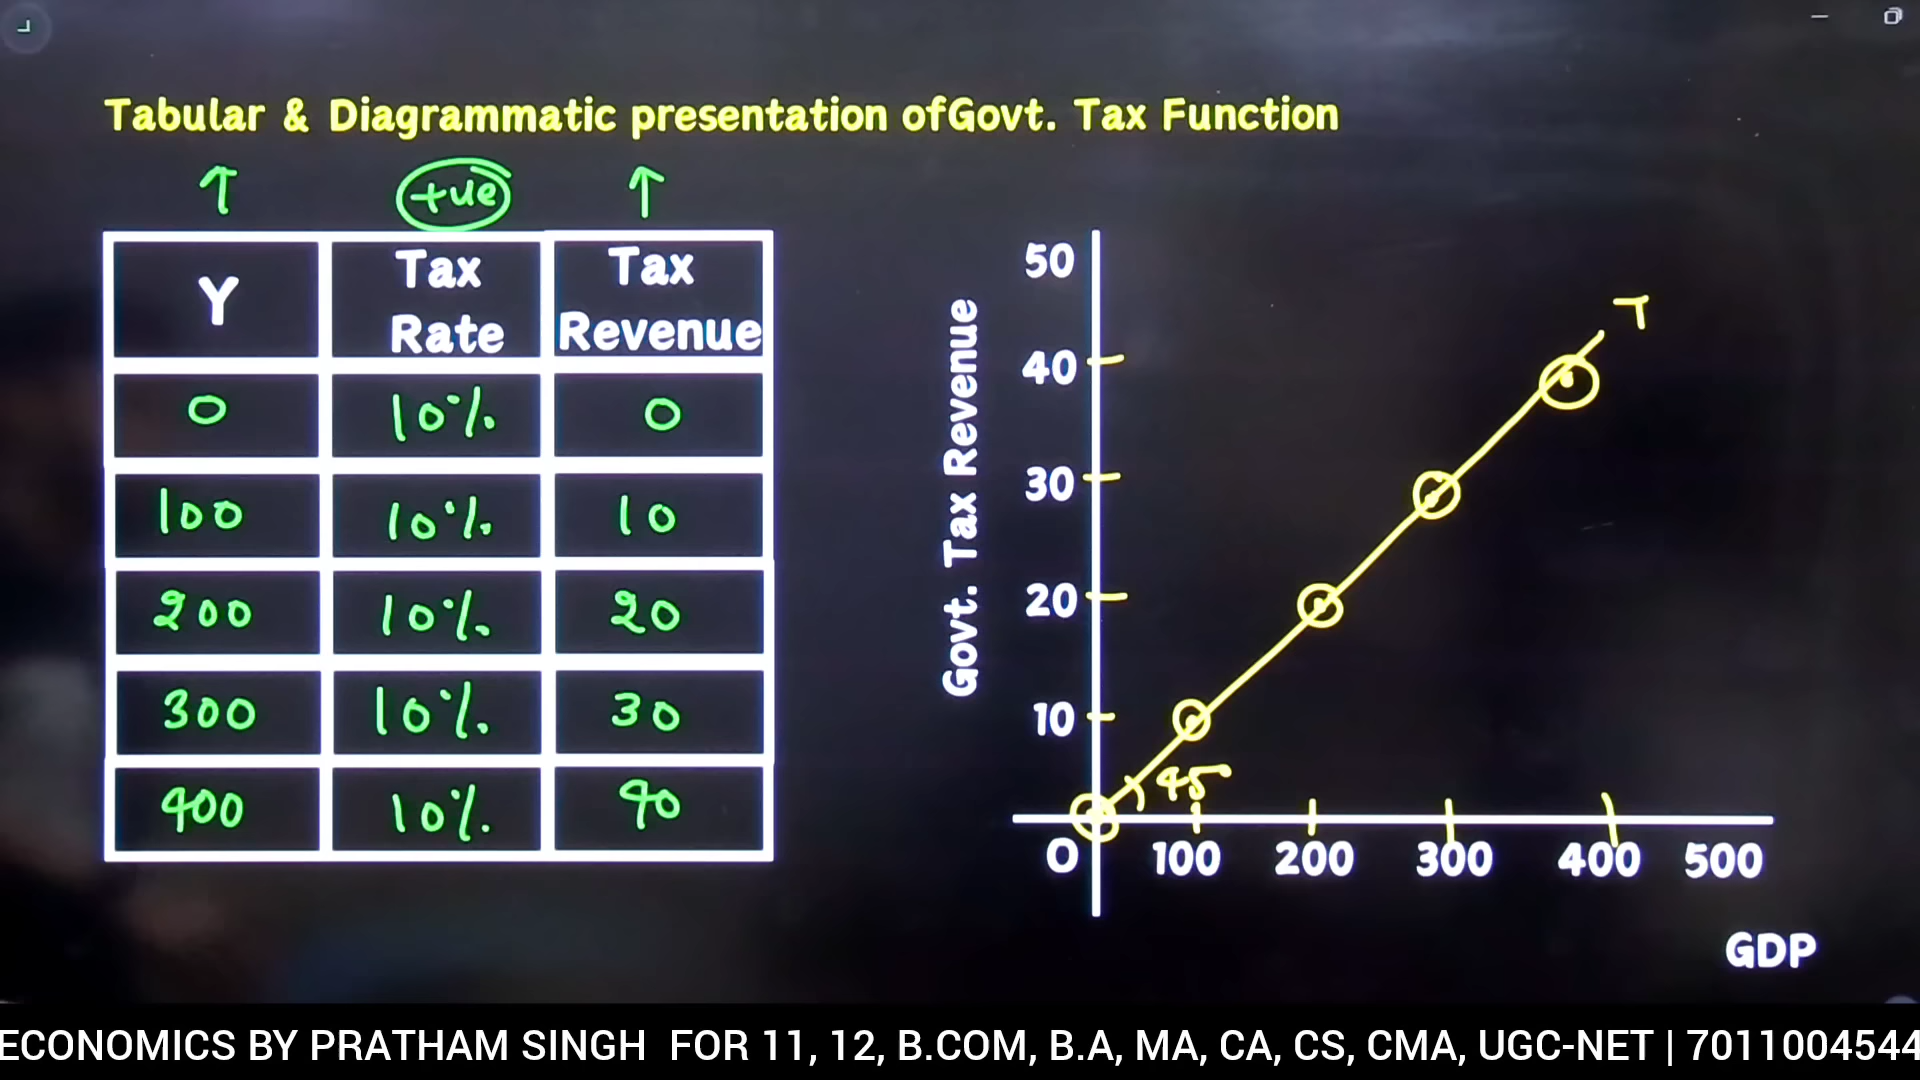 Tabular & Diagrammatic presentation ofGovt. Tax Function
↑ +ve ↑
Y Tax Rate Tax Revenue
0 10% 0
100 10% 10
200 10% 20
300 10% 30
400 10% 40
Govt. Tax Revenue
50
40
30
20
10
T
45
O 100 200 300 400 500
GDP
ECONOMICS BY PRATHAM SINGH FOR 11, 12, B.COM, B.A, MA, CA, CS, CMA, UGC-NET | 7011004544